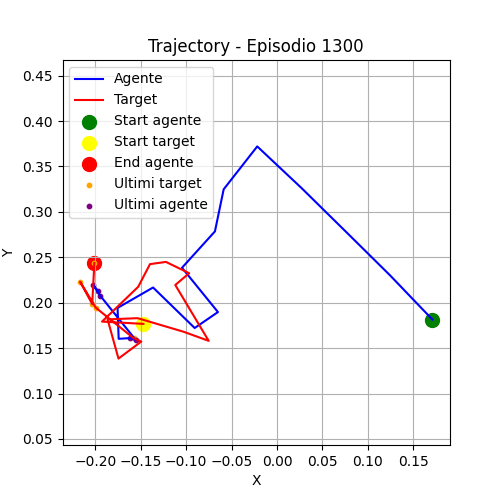 Trajectory - Episodio 1300
Agente
Target
Start agente
Start target
End agente
Ultimi target
Ultimi agente
Y
0.45
0.40
0.35
0.30
0.25
0.20
0.15
0.10
0.05
−0.20 −0.15 −0.10 −0.05 0.00 0.05 0.10 0.15
X